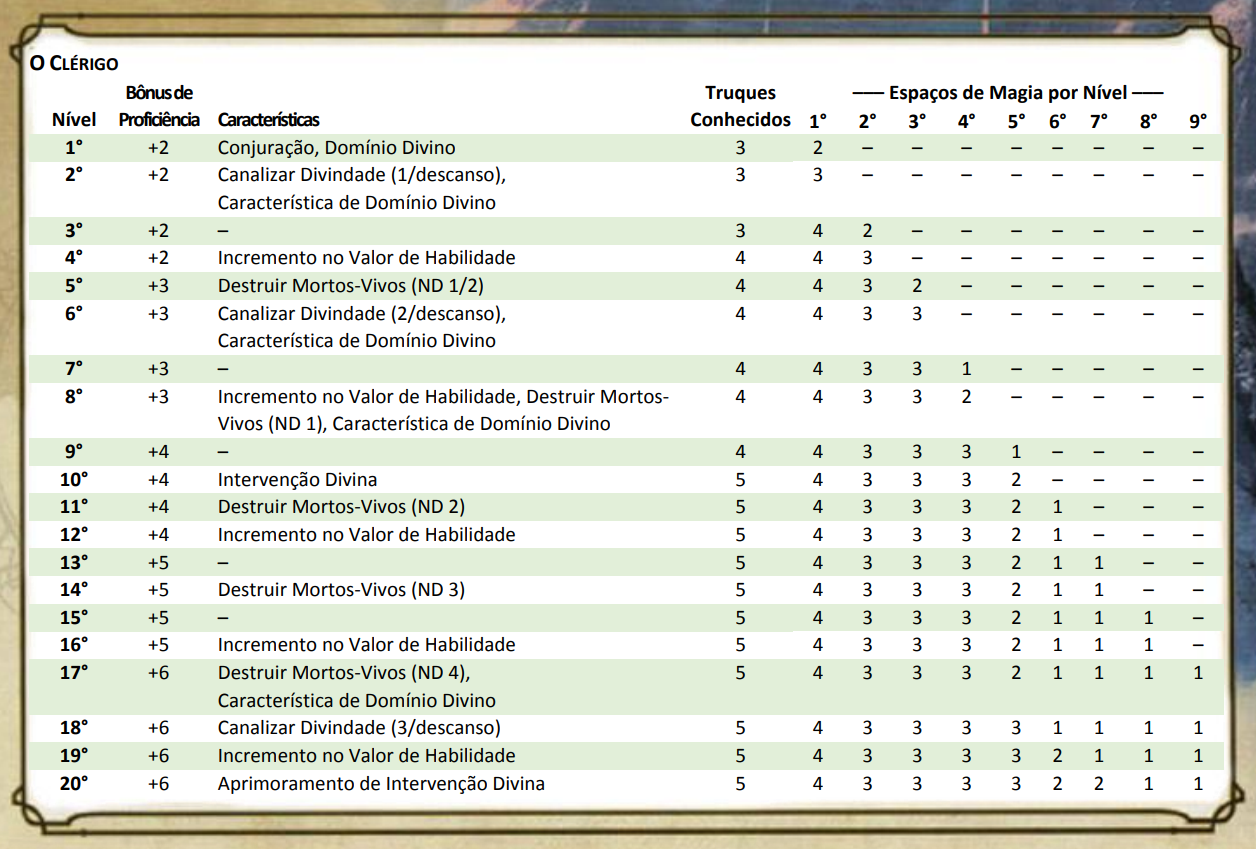 O CLÉRIGO
Bônus de Truques —– Espaços de Magia por Nível —–
Nível Proficiência Características Conhecidos 1° 2° 3° 4° 5° 6° 7° 8° 9°
1° +2 Conjuração, Domínio Divino 3 2 – – – – – – – –
2° +2 Canalizar Divindade (1/descanso), 3 3 – – – – – – – –
Característica de Domínio Divino
3° +2 – 3 4 2 – – – – – – –
4° +2 Incremento no Valor de Habilidade 4 4 3 – – – – – – –
5° +3 Destruir Mortos-Vivos (ND 1/2) 4 4 3 2 – – – – – –
6° +3 Canalizar Divindade (2/descanso), 4 4 3 3 – – – – – –
Característica de Domínio Divino
7° +3 – 4 4 3 3 1 – – – – –
8° +3 Incremento no Valor de Habilidade, Destruir Mortos- 4 4 3 3 2 – – – – –
Vivos (ND 1), Característica de Domínio Divino
9° +4 – 4 4 3 3 3 1 – – – –
10° +4 Intervenção Divina 5 4 3 3 3 2 – – – –
11° +4 Destruir Mortos-Vivos (ND 2) 5 4 3 3 3 2 1 – – –
12° +4 Incremento no Valor de Habilidade 5 4 3 3 3 2 1 – – –
13° +5 – 5 4 3 3 3 2 1 1 – –
14° +5 Destruir Mortos-Vivos (ND 3) 5 4 3 3 3 2 1 1 – –
15° +5 – 5 4 3 3 3 2 1 1 1 –
16° +5 Incremento no Valor de Habilidade 5 4 3 3 3 2 1 1 1 –
17° +6 Destruir Mortos-Vivos (ND 4), 5 4 3 3 3 2 1 1 1 1
Característica de Domínio Divino
18° +6 Canalizar Divindade (3/descanso) 5 4 3 3 3 3 1 1 1 1
19° +6 Incremento no Valor de Habilidade 5 4 3 3 3 3 2 1 1 1
20° +6 Aprimoramento de Intervenção Divina 5 4 3 3 3 3 2 2 1 1